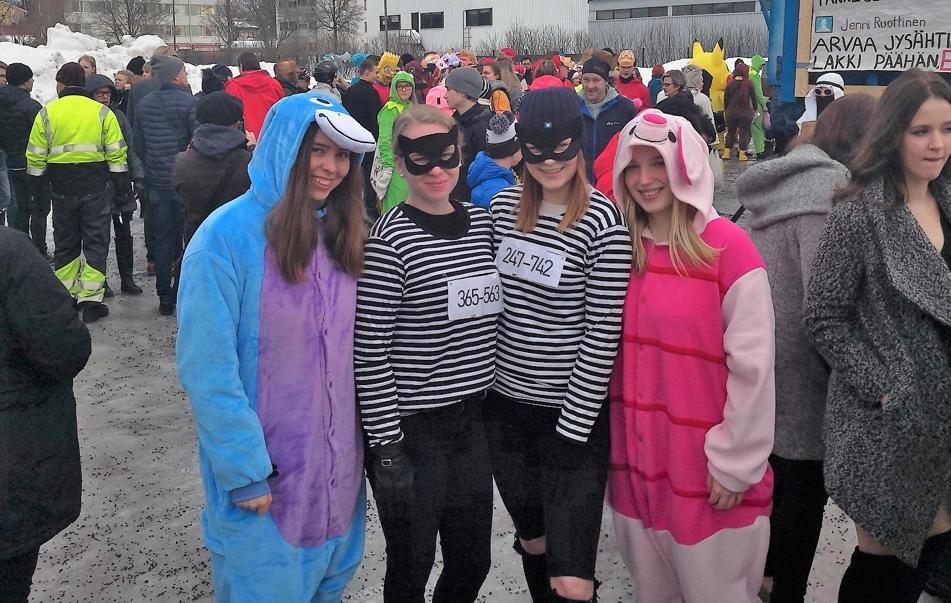 Jenni Ruottinen
ARVAA JYSÄHTI
LAKKI PÄÄHÄN
247-742
365-563